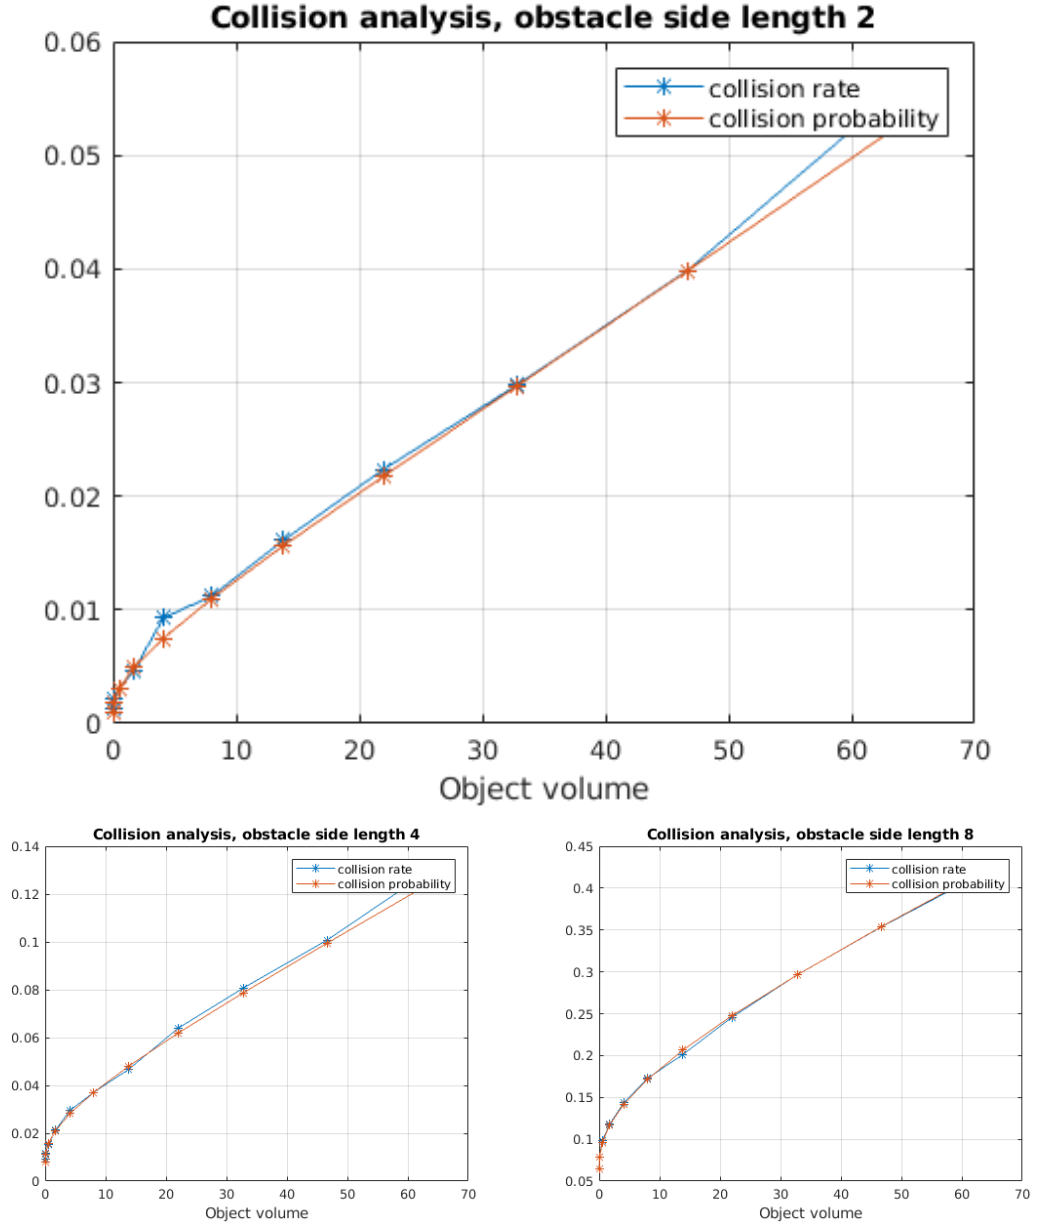 Collision analysis, obstacle side length 2
0.06
collision rate
collision probability
0.05
0.04
0.03
0.02
0.01
0
0 10 20 30 40 50 60 70
Object volume
Collision analysis, obstacle side length 4
0.14
collision rate
collision probability
0.12
0.1
0.08
0.06
0.04
0.02
0
0 10 20 30 40 50 60 70
Object volume
Collision analysis, obstacle side length 8
0.45
collision rate
collision probability
0.4
0.35
0.3
0.25
0.2
0.15
0.1
0.05
0 10 20 30 40 50 60 70
Object volume